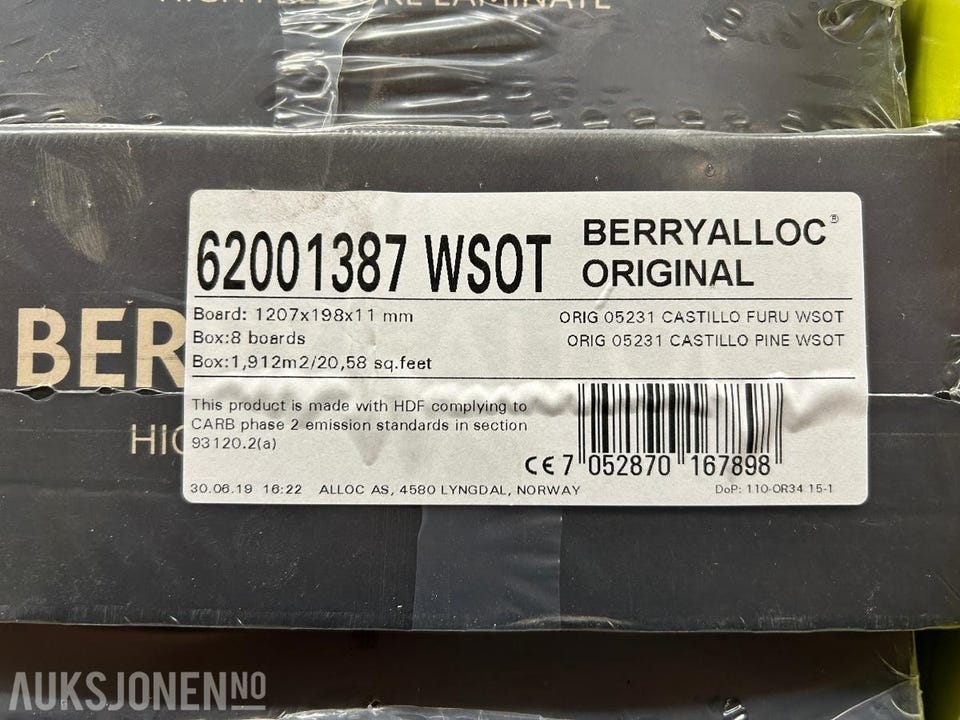 LAMINATE
62001387 WSOT
BERRYALLOC®
ORIGINAL
Board: 1207x198x11 mm
Box:8 boards
Box:1,912m2/20,58 sq.feet
ORIG 05231 CASTILLO FURU WSOT
ORIG 05231 CASTILLO PINE WSOT
BER
HIG
This product is made with HDF complying to
CARB phase 2 emission standards in section
93120.2(a)
CE 7 052870 167898
30.06.19 16:22 ALLOC AS, 4580 LYNGDAL, NORWAY
DoP: 110-OR34 15-1
AUKSJONEN NO